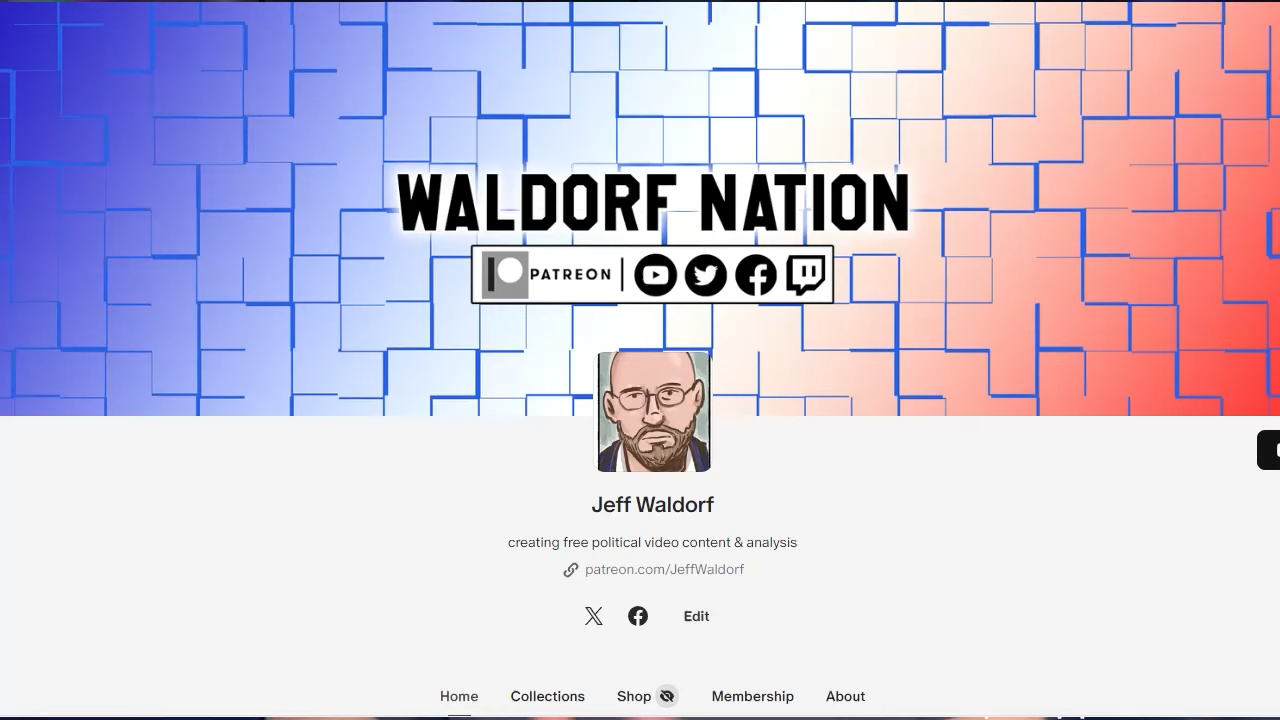 WALDORF NATION
PATREON
Jeff Waldorf
creating free political video content & analysis
patreon.com/JeffWaldorf
Edit
Home Collections Shop Membership About